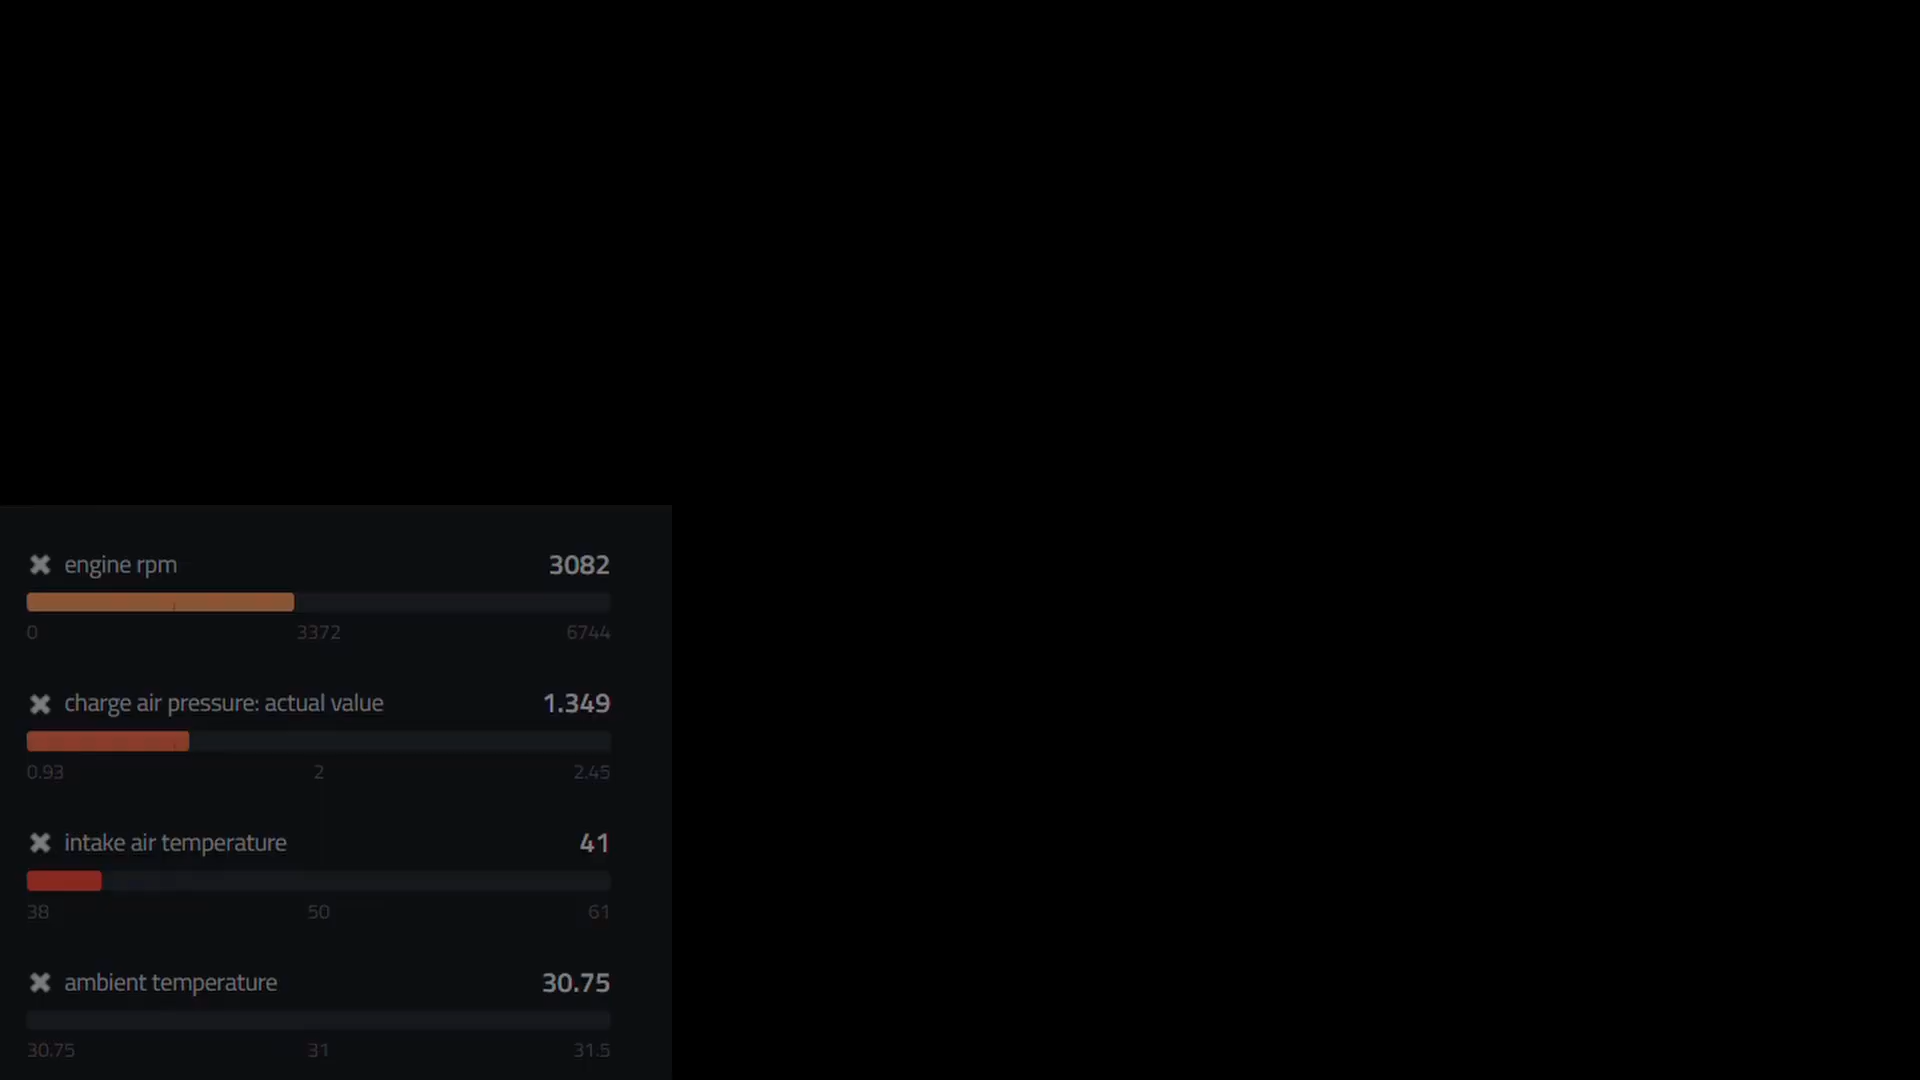 engine rpm 3082
0 3372 6744
charge air pressure: actual value 1.349
0.93 2 2.45
intake air temperature 41
38 50 61
ambient temperature 30.75
30.75 31 31.5